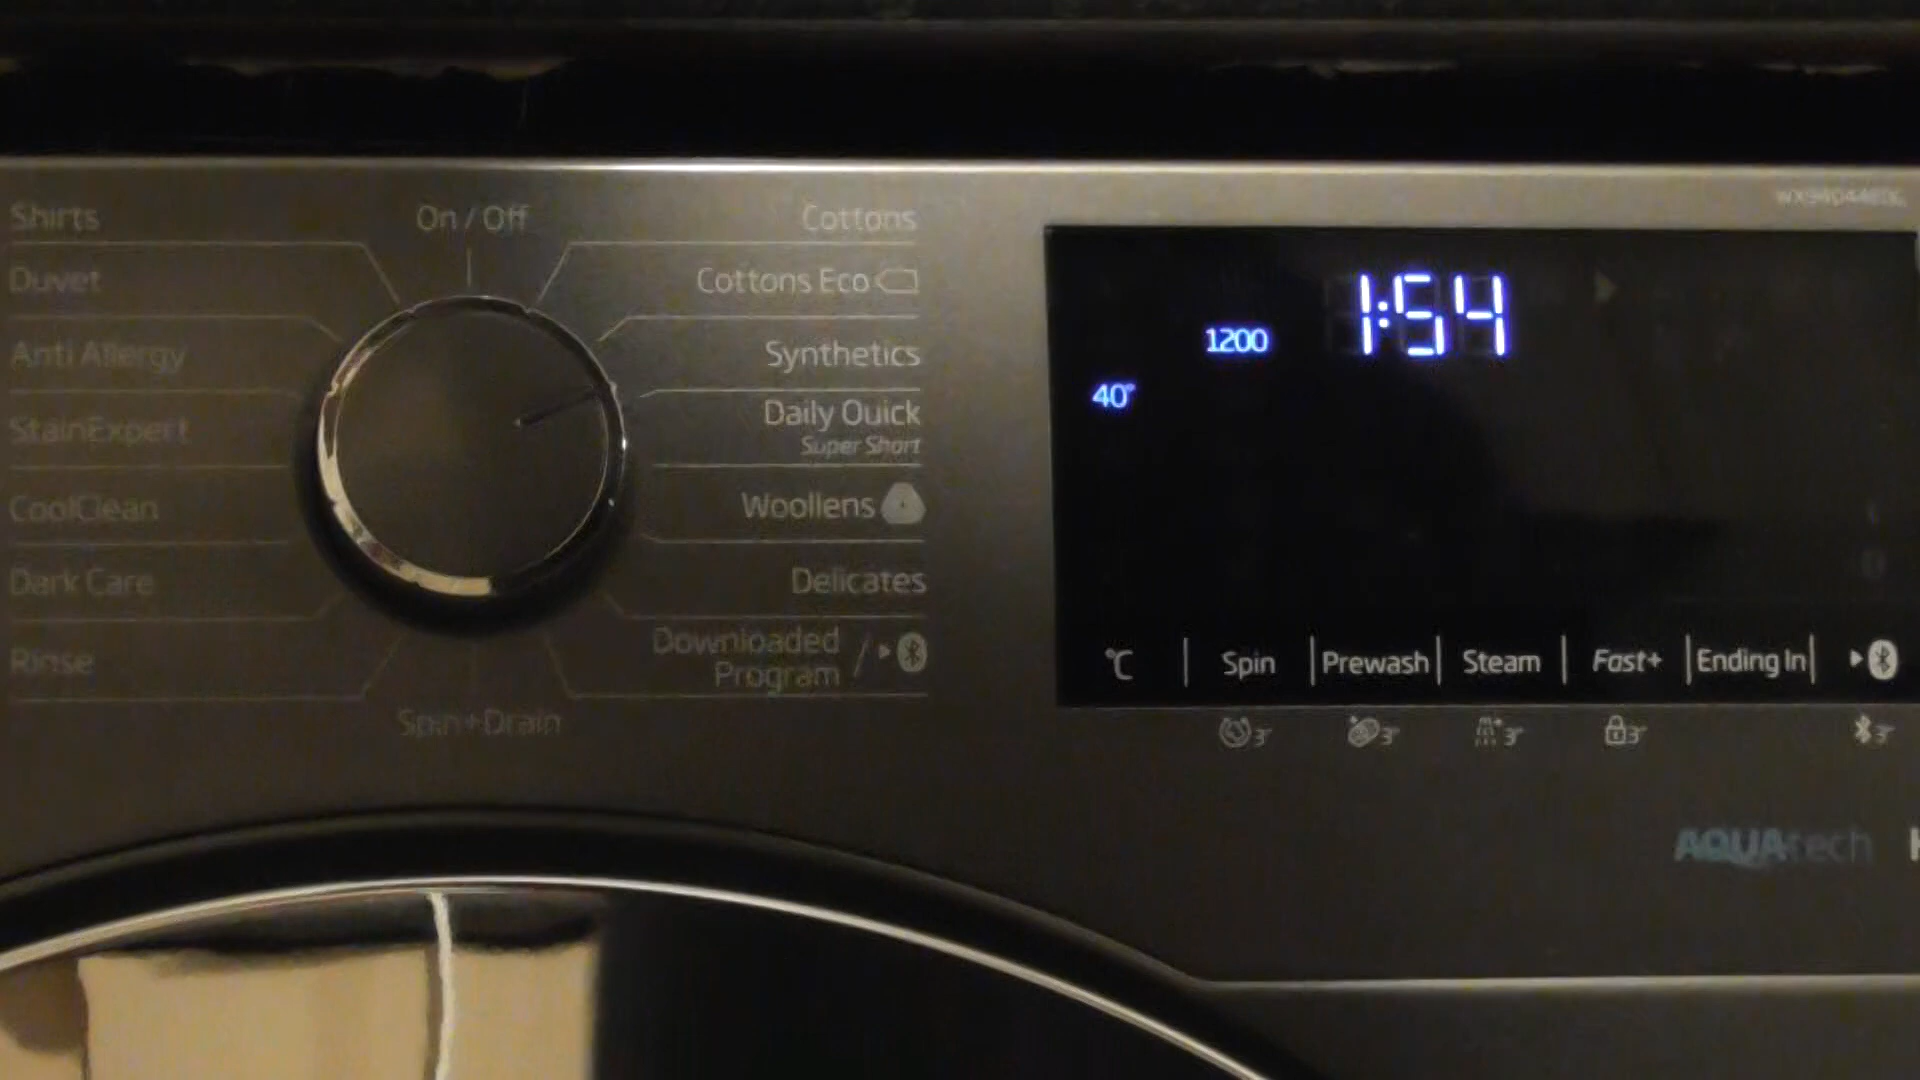 Shirts
On / Off
Cottons
Duvet
Cottons Eco
Anti Allergy
Synthetics
StainExpert
Daily Quick
Super Short
CoolClean
Woollens
Dark Care
Delicates
Rinse
Downloaded
Program /
Spin+Drain
1:54
1200
40°
°C | Spin | Prewash | Steam | Fast+ | Ending In |
3" 3" 3" 3" 3"
AQUAtech